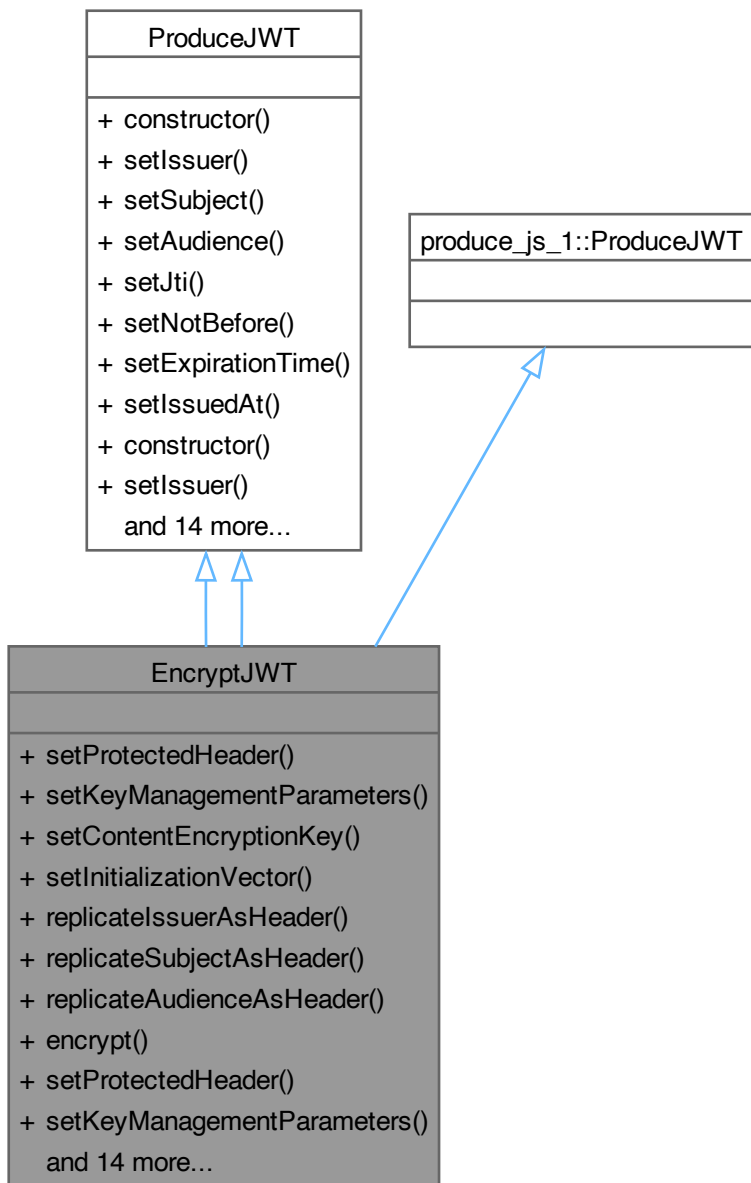 ProduceJWT
+ constructor()
+ setIssuer()
+ setSubject()
+ setAudience()
+ setJti()
+ setNotBefore()
+ setExpirationTime()
+ setIssuedAt()
+ constructor()
+ setIssuer()
and 14 more...
produce_js_1::ProduceJWT
EncryptJWT
+ setProtectedHeader()
+ setKeyManagementParameters()
+ setContentEncryptionKey()
+ setInitializationVector()
+ replicateIssuerAsHeader()
+ replicateSubjectAsHeader()
+ replicateAudienceAsHeader()
+ encrypt()
+ setProtectedHeader()
+ setKeyManagementParameters()
and 14 more...